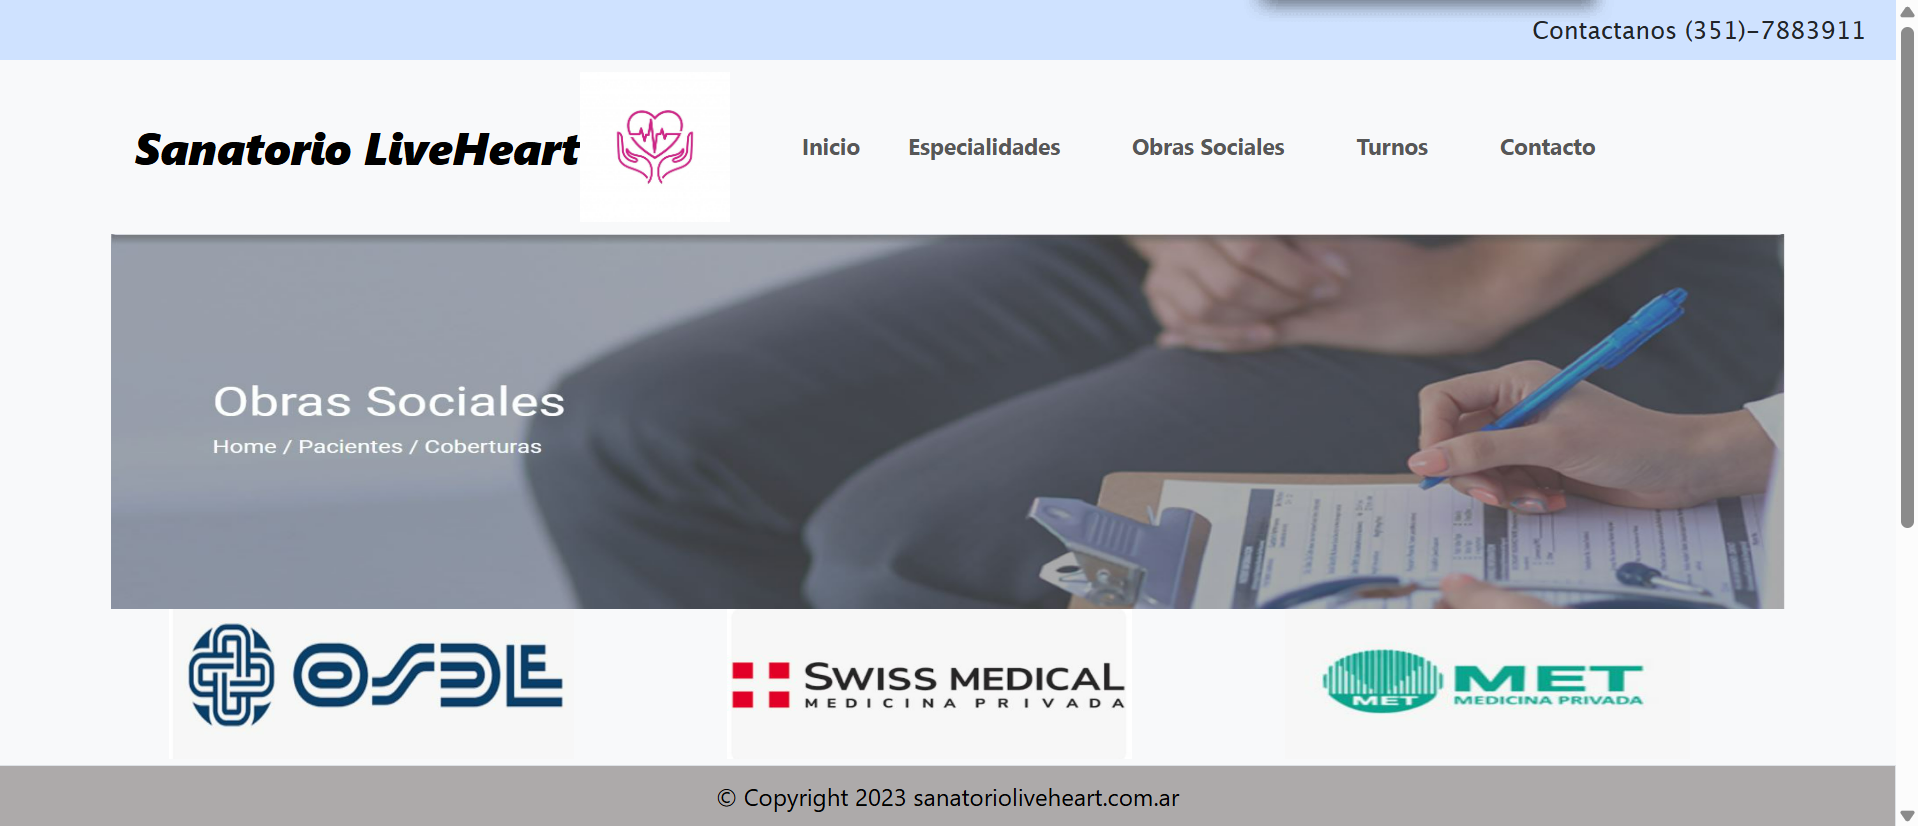 Contactanos (351)-7883911
Sanatorio LiveHeart
Inicio Especialidades Obras Sociales Turnos Contacto
Obras Sociales
Home / Pacientes / Coberturas
OSDE
SWISS MEDICAL
MEDICINA PRIVADA
MET
MET
MEDICINA PRIVADA
© Copyright 2023 sanatorioliveheart.com.ar